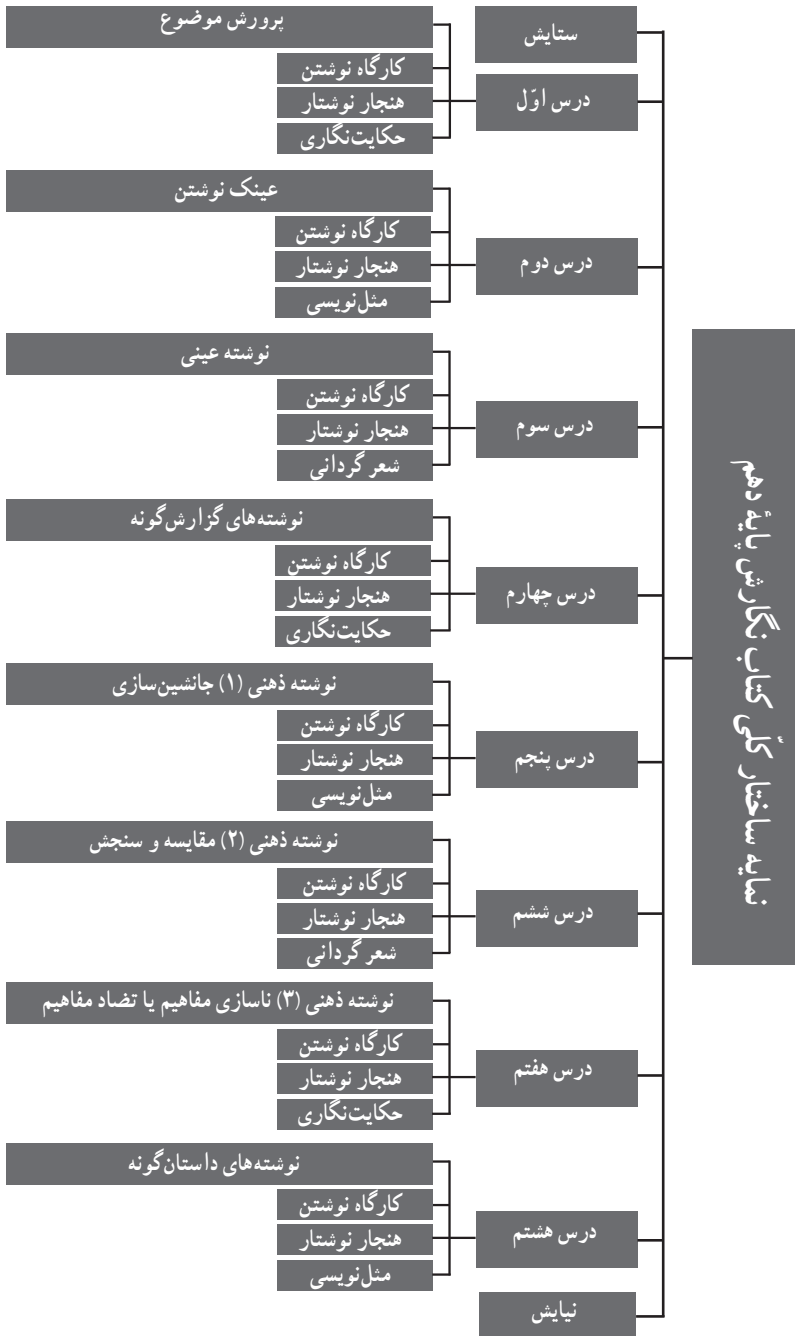 نمایه ساختار کلّی کتاب نگارش پایهٔ دهم
ستایش
درس اوّل
پرورش موضوع
کارگاه نوشتن
هنجار نوشتار
حکایت‌نگاری
درس دوم
عینک نوشتن
کارگاه نوشتن
هنجار نوشتار
مثل‌نویسی
درس سوم
نوشته عینی
کارگاه نوشتن
هنجار نوشتار
شعر گردانی
درس چهارم
نوشته‌های گزارش‌گونه
کارگاه نوشتن
هنجار نوشتار
حکایت‌نگاری
درس پنجم
نوشته ذهنی (۱) جانشین‌سازی
کارگاه نوشتن
هنجار نوشتار
مثل‌نویسی
درس ششم
نوشته ذهنی (۲) مقایسه و سنجش
کارگاه نوشتن
هنجار نوشتار
شعر گردانی
درس هفتم
نوشته ذهنی (۳) ناسازی مفاهیم یا تضاد مفاهیم
کارگاه نوشتن
هنجار نوشتار
حکایت‌نگاری
درس هشتم
نوشته‌های داستان‌گونه
کارگاه نوشتن
هنجار نوشتار
مثل‌نویسی
نیایش